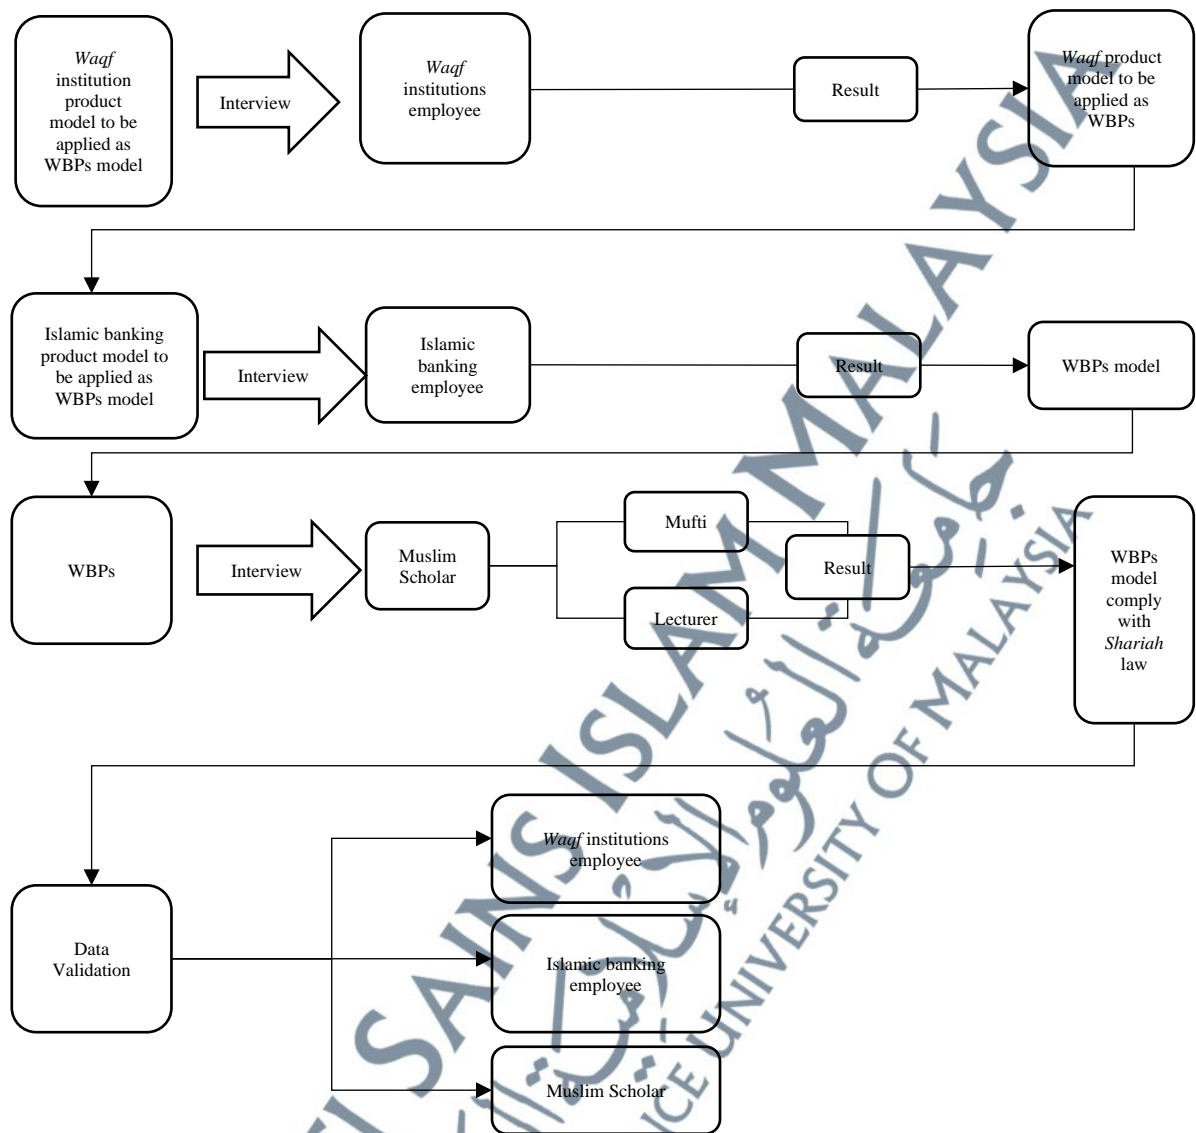 Waqf
institution
product
model to be
applied as
WBPs model
Interview
Waqf
institutions
employee
Result
Waqf product
model to be
applied as
WBPs
Islamic banking
product model to
be applied as
WBPs model
Interview
Islamic
banking
employee
Result
WBPs model
WBPs
Interview
Muslim
Scholar
Mufti
Lecturer
Result
WBPs
model
comply
with
Shariah
law
Data
Validation
Waqf institutions
employee
Islamic banking
employee
Muslim Scholar
SAINS ISLAM MALAYSIA
جامعة العلوم الإسلامية
UNIVERSITY OF MALAYSIA